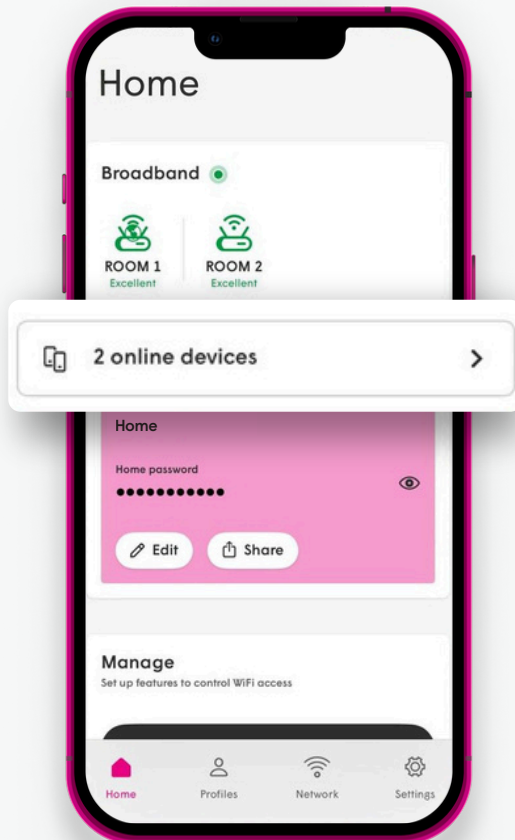 Home
Broadband
ROOM 1 ROOM 2
Excellent Excellent
2 online devices
Home
Home password
•••••••••••
Edit Share
Manage
Set up features to control WiFi access
Home Profiles Network Settings